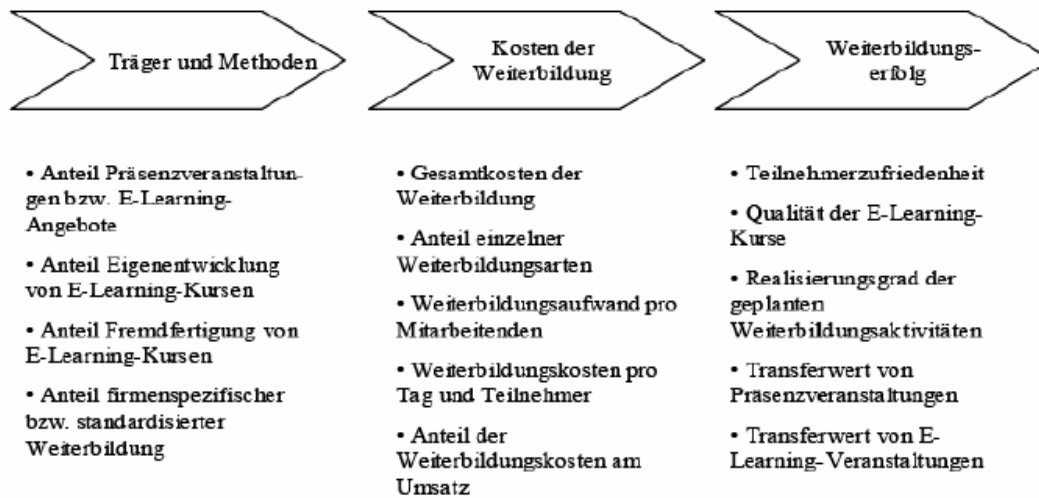 Träger und Methoden
Kosten der
Weiterbildung
Weiterbildungs-
erfolg
• Anteil Präsenzveranstaltun-
gen bzw. E-Learning-
Angebote
• Anteil Eigenentwicklung
von E-Learning-Kursen
• Anteil Fremdfertigung von
E-Learning-Kursen
• Anteil firmenspezifischer
bzw. standardisierter
Weiterbildung
• Gesamtkosten der
Weiterbildung
• Anteil einzelner
Weiterbildungsarten
• Weiterbildungsaufwand pro
Mitarbeitenden
• Weiterbildungskosten pro
Tag und Teilnehmer
• Anteil der
Weiterbildungskosten am
Umsatz
• Teilnehmerzufriedenheit
• Qualität der E-Learning-
Kurse
• Realisierungsgrad der
geplanten
Weiterbildungsaktivitäten
• Transferwert von
Präsenzveranstaltungen
• Transferwert von E-
Learning-Veranstaltungen